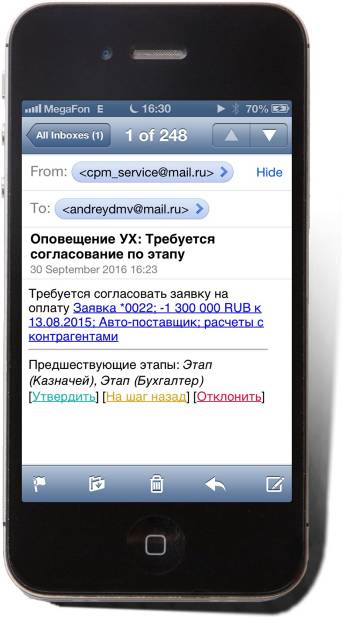 MegaFon E 16:30 70%
All Inboxes (1) 1 of 248
From: <cpm_service@mail.ru> Hide
To: <andreydmv@mail.ru>
Оповещение УХ: Требуется
согласование по этапу
30 September 2016 16:23
Требуется согласовать заявку на
оплату Заявка *0022; -1 300 000 RUB к
13.08.2015; Авто-поставщик; расчеты с
контрагентами
Предшествующие этапы: Этап
(Казначей), Этап (Бухгалтер)
[Утвердить] [На шаг назад] [Отклонить]